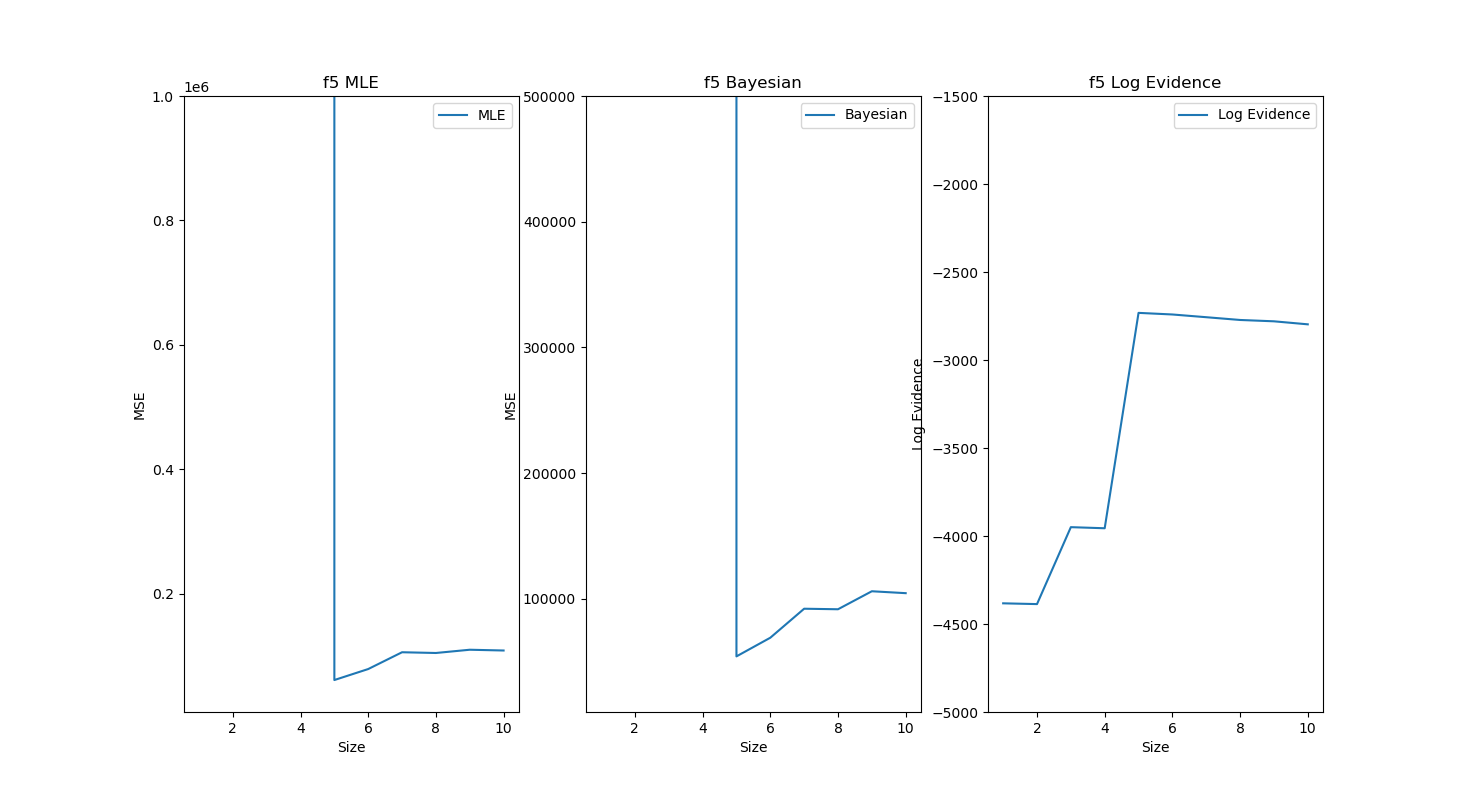 f5 MLE
1e6
MLE
1.0
0.8
0.6
0.4
0.2
MSE
2 4 6 8 10
Size
f5 Bayesian
Bayesian
500000
400000
300000
200000
100000
MSE
2 4 6 8 10
Size
f5 Log Evidence
Log Evidence
−1500
−2000
−2500
−3000
−3500
−4000
−4500
−5000
Log Evidence
2 4 6 8 10
Size